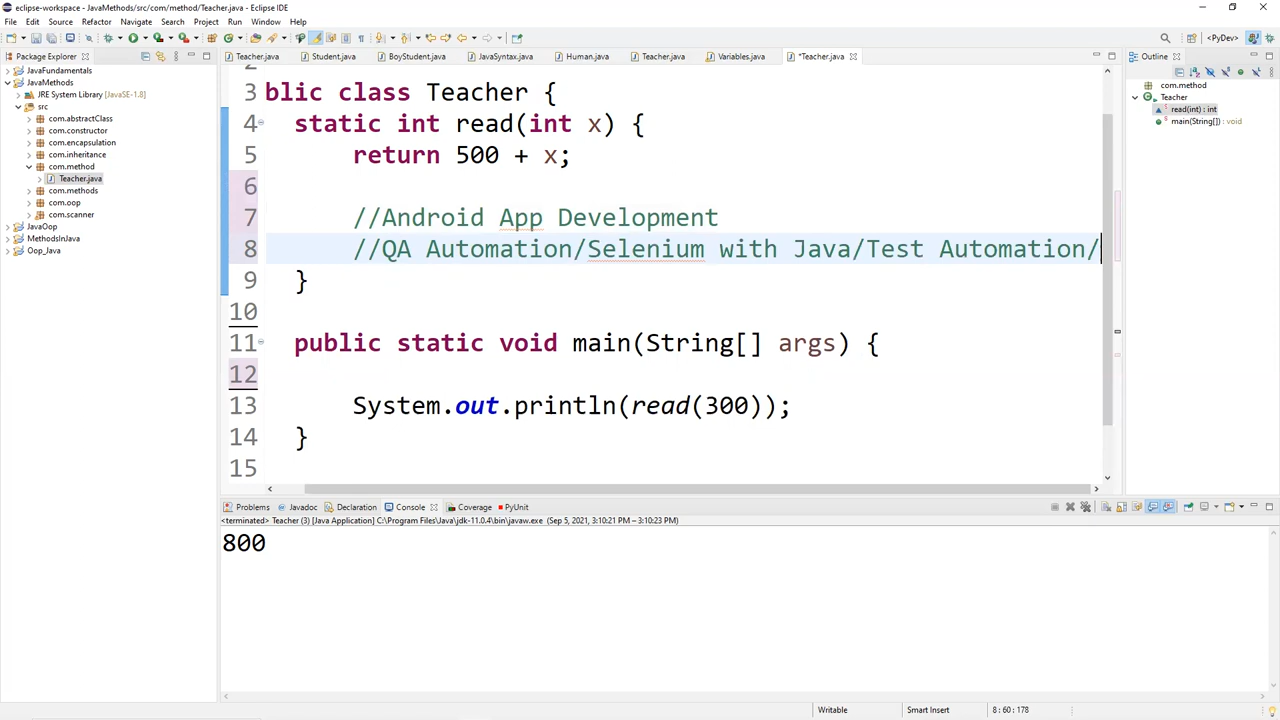 eclipse-workspace - JavaMethods/src/com/method/Teacher.java - Eclipse IDE
File Edit Source Refactor Navigate Search Project Run Window Help
<PyDev>
Package Explorer
JavaFundamentals
JavaMethods
JRE System Library [JavaSE-1.8]
src
com.abstractClass
com.constructor
com.encapsulation
com.inheritance
com.method
Teacher.java
com.methods
com.oop
com.scanner
JavaOop
MethodsInJava
Oop_Java
Teacher.java Student.java BoyStudent.java JavaSyntax.java Human.java Teacher.java Variables.java *Teacher.java
2
3 blic class Teacher {
4 static int read(int x) {
5 return 500 + x;
6
7 //Android App Development
8 //QA Automation/Selenium with Java/Test Automation/
9 }
10
11 public static void main(String[] args) {
12
13 System.out.println(read(300));
14 }
15
Outline
com.method
Teacher
read(int) : int
main(String[]) : void
Problems Javadoc Declaration Console Coverage PyUnit
<terminated> Teacher (3) [Java Application] C:\Program Files\Java\jdk-11.0.4\bin\javaw.exe (Sep 5, 2021, 3:10:21 PM – 3:10:23 PM)
800
Writable Smart Insert 8 : 60 : 178